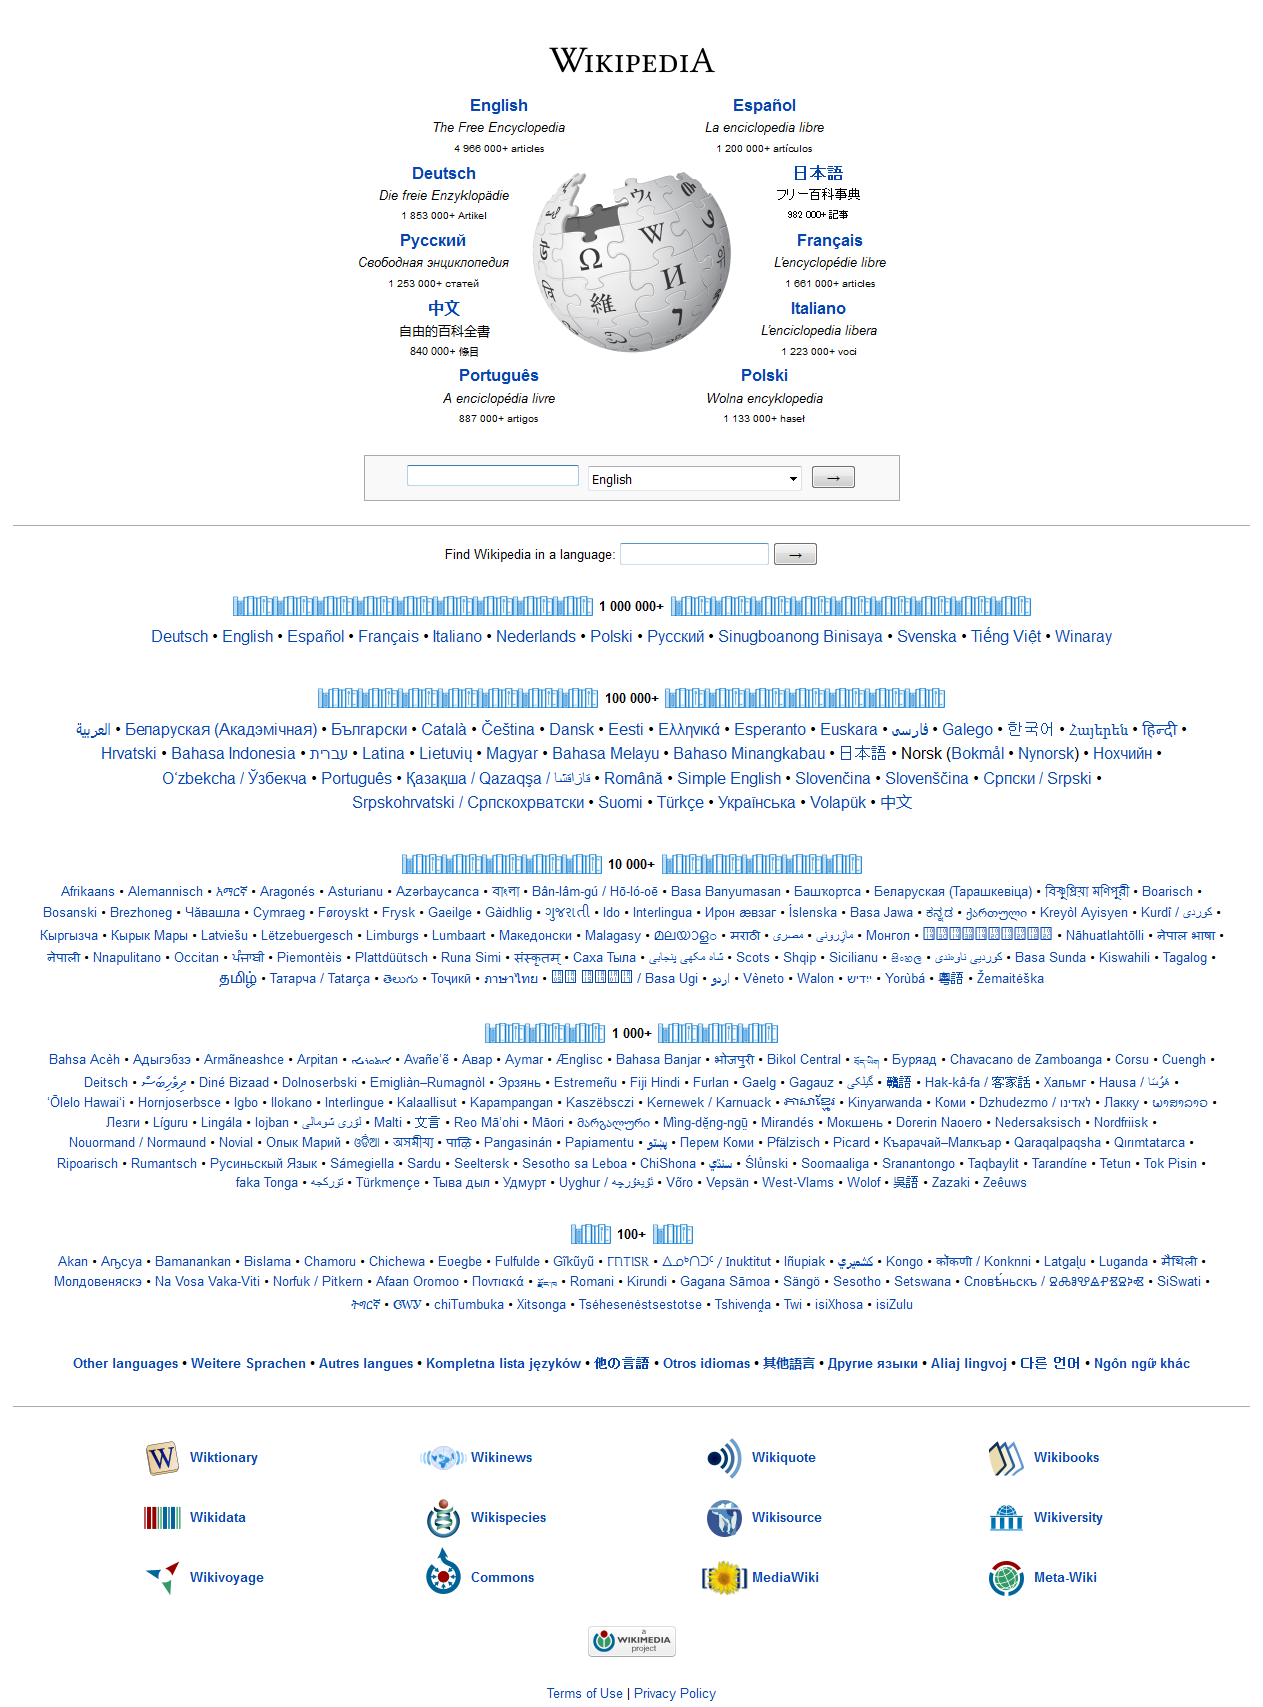 WIKIPEDIA
English
The Free Encyclopedia
4 966 000+ articles
Español
La enciclopedia libre
1 200 000+ artículos
Deutsch
Die freie Enzyklopädie
1 853 000+ Artikel
日本語
フリー百科事典
982 000+ 記事
Русский
Свободная энциклопедия
1 253 000+ статей
Français
L'encyclopédie libre
1 661 000+ articles
中文
自由的百科全書
840 000+ 條目
Italiano
L'enciclopedia libera
1 223 000+ voci
Português
A enciclopédia livre
887 000+ artigos
Polski
Wolna encyklopedia
1 133 000+ haseł
English →
Find Wikipedia in a language: →
1 000 000+
Deutsch • English • Español • Français • Italiano • Nederlands • Polski • Русский • Sinugboanong Binisaya • Svenska • Tiếng Việt • Winaray
100 000+
العربية • Беларуская (Акадэмічная) • Български • Català • Čeština • Dansk • Eesti • Ελληνικά • Esperanto • Euskara • فارسی • Galego • 한국어 • Հայերեն • हिन्दी •
Hrvatski • Bahasa Indonesia • עברית • Latina • Lietuvių • Magyar • Bahasa Melayu • Bahaso Minangkabau • 日本語 • Norsk (Bokmål • Nynorsk) • Нохчийн •
O‘zbekcha / Ўзбекча • Português • Қазақша / Qazaqşa / قازاقشا • Română • Simple English • Slovenčina • Slovenščina • Српски / Srpski •
Srpskohrvatski / Српскохрватски • Suomi • Türkçe • Українська • Volapük • 中文
10 000+
Afrikaans • Alemannisch • አማርኛ • Aragonés • Asturianu • Azərbaycanca • বাংলা • Bân-lâm-gú / Hō-ló-oē • Basa Banyumasan • Башҡортса • Беларуская (Тарашкевіца) • বিষ্ণুপ্রিয়া মণিপুরী • Boarisch •
Bosanski • Brezhoneg • Чӑвашла • Cymraeg • Føroyskt • Frysk • Gaeilge • Gàidhlig • ગુજરાતી • Ido • Interlingua • Ирон æвзаг • Íslenska • Basa Jawa • ಕನ್ನಡ • ქართული • Kreyòl Ayisyen • Kurdî / كوردی •
Кыргызча • Кырык Мары • Latviešu • Lëtzebuergesch • Limburgs • Lumbaart • Македонски • Malagasy • മലയാളം • मराठी • مازِرونی • مصرى • Монгол • • Nāhuatlahtōlli • नेपाल भाषा •
नेपाली • Nnapulitano • Occitan • ਪੰਜਾਬੀ • Piemontèis • Plattdüütsch • Runa Simi • संस्कृतम् • Саха Тыла • شاہ مکھی پنجابی • Scots • Shqip • Sicilianu • සිංහල • کوردیی ناوەندی • Basa Sunda • Kiswahili • Tagalog •
தமிழ் • Татарча / Tatarça • తెలుగు • Тоҷикӣ • ภาษาไทย • / Basa Ugi • اردو • Vèneto • Walon • ייִדיש • Yorùbá • 粵語 • Žemaitėška
1 000+
Bahsa Acèh • Адыгэбзэ • Armãneashce • Arpitan • ܐܬܘܪܝܐ • Avañe’ẽ • Авар • Aymar • Ænglisc • Bahasa Banjar • भोजपुरी • Bikol Central • བོད་ཡིག • Буряад • Chavacano de Zamboanga • Corsu • Cuengh •
Deitsch • ދިވެހިބަސް • Diné Bizaad • Dolnoserbski • Emigliàn–Rumagnòl • Эрзянь • Estremeñu • Fiji Hindi • Furlan • Gaelg • Gagauz • گیلکی • 贛語 • Hak-kâ-fa / 客家話 • Хальмг • Hausa / هَوُسَا •
‘Ōlelo Hawai‘i • Hornjoserbsce • Igbo • Ilokano • Interlingue • Kalaallisut • Kapampangan • Kaszëbsczi • Kernewek / Karnuack • ភាសាខ្មែរ • Kinyarwanda • Коми • Dzhudezmo / לאדינו • Лакку • ພາສາລາວ •
Лезги • Líguru • Lingála • lojban • لۊری شومالی • Malti • 文言 • Reo Mā’ohi • Māori • მარგალური • Mìng-dĕ̤ng-ngṳ̄ • Mirandés • Мокшень • Dorerin Naoero • Nedersaksisch • Nordfriisk •
Nouormand / Normaund • Novial • Олык Марий • ଓଡି଼ଆ • অসমীযা় • पाऴि • Pangasinán • Papiamentu • پښتو • Перем Коми • Pfälzisch • Picard • Къарачай–Малкъар • Qaraqalpaqsha • Qırımtatarca •
Ripoarisch • Rumantsch • Русиньскый Язык • Sámegiella • Sardu • Seeltersk • Sesotho sa Leboa • ChiShona • سنڌي • Ślůnski • Soomaaliga • Sranantongo • Taqbaylit • Tarandíne • Tetun • Tok Pisin •
faka Tonga • تۆركجه • Türkmençe • Тыва дыл • Удмурт • Uyghur / ئۇيغۇرچه • Võro • Vepsän • West-Vlams • Wolof • 吳語 • Zazaki • Zeêuws
100+
Akan • Аҧсуа • Bamanankan • Bislama • Chamoru • Chichewa • Eʋegbe • Fulfulde • Gĩkũyũ • 𐌲𐌿𐍄𐌹𐍃𐌺 • ᐃᓄᒃᑎᑐᑦ / Inuktitut • Iñupiak • كشميري • Kongo • कोंकणी / Konknni • Latgaļu • Luganda • मैथिली •
Молдовеняскэ • Na Vosa Vaka-Viti • Norfuk / Pitkern • Afaan Oromoo • Ποντιακά • རྫོང་ཁ • Romani • Kirundi • Gagana Sāmoa • Sängö • Sesotho • Setswana • Словѣ́ньскъ / ⰔⰎⰑⰂⰡⰐⰠⰔⰍⰟ • SiSwati •
ትግርኛ • ᏣᎳᎩ • chiTumbuka • Xitsonga • Tsėhesenėstsestotse • Tshivenḓa • Twi • isiXhosa • isiZulu
Other languages • Weitere Sprachen • Autres langues • Kompletna lista języków • 他の言語 • Otros idiomas • 其他語言 • Другие языки • Aliaj lingvoj • 다른 언어 • Ngôn ngữ khác
Wiktionary
Wikinews
Wikiquote
Wikibooks
Wikidata
Wikispecies
Wikisource
Wikiversity
Wikivoyage
Commons
MediaWiki
Meta-Wiki
a
WIKIMEDIA
project
Terms of Use | Privacy Policy